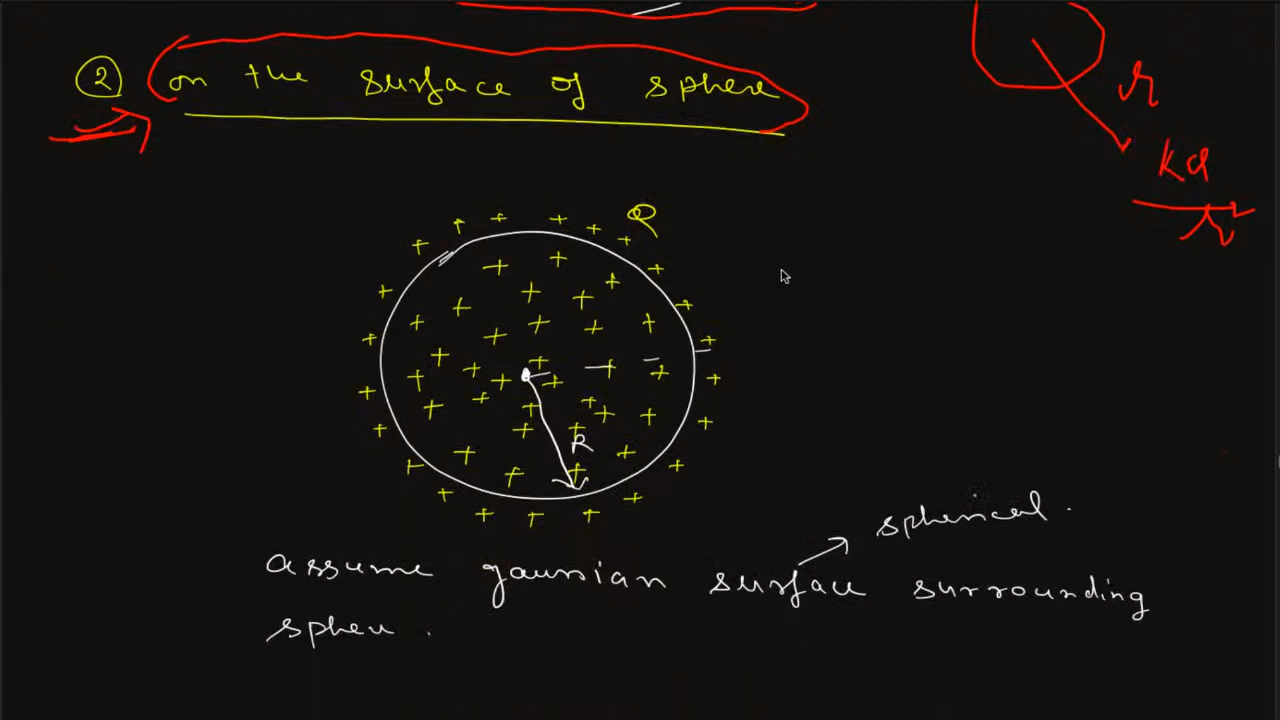 ② on the surface of sphere
r
kq
r²
Q
R
spherical.
assume gaussian surface surrounding
sphere.